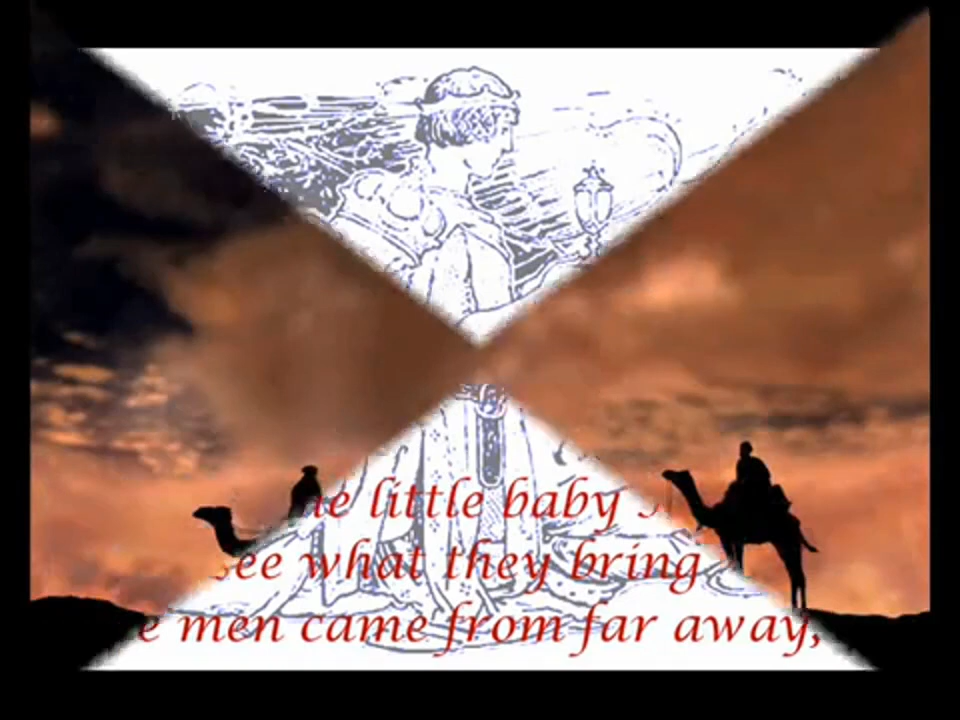 little baby
see what they bring
men came from far away,